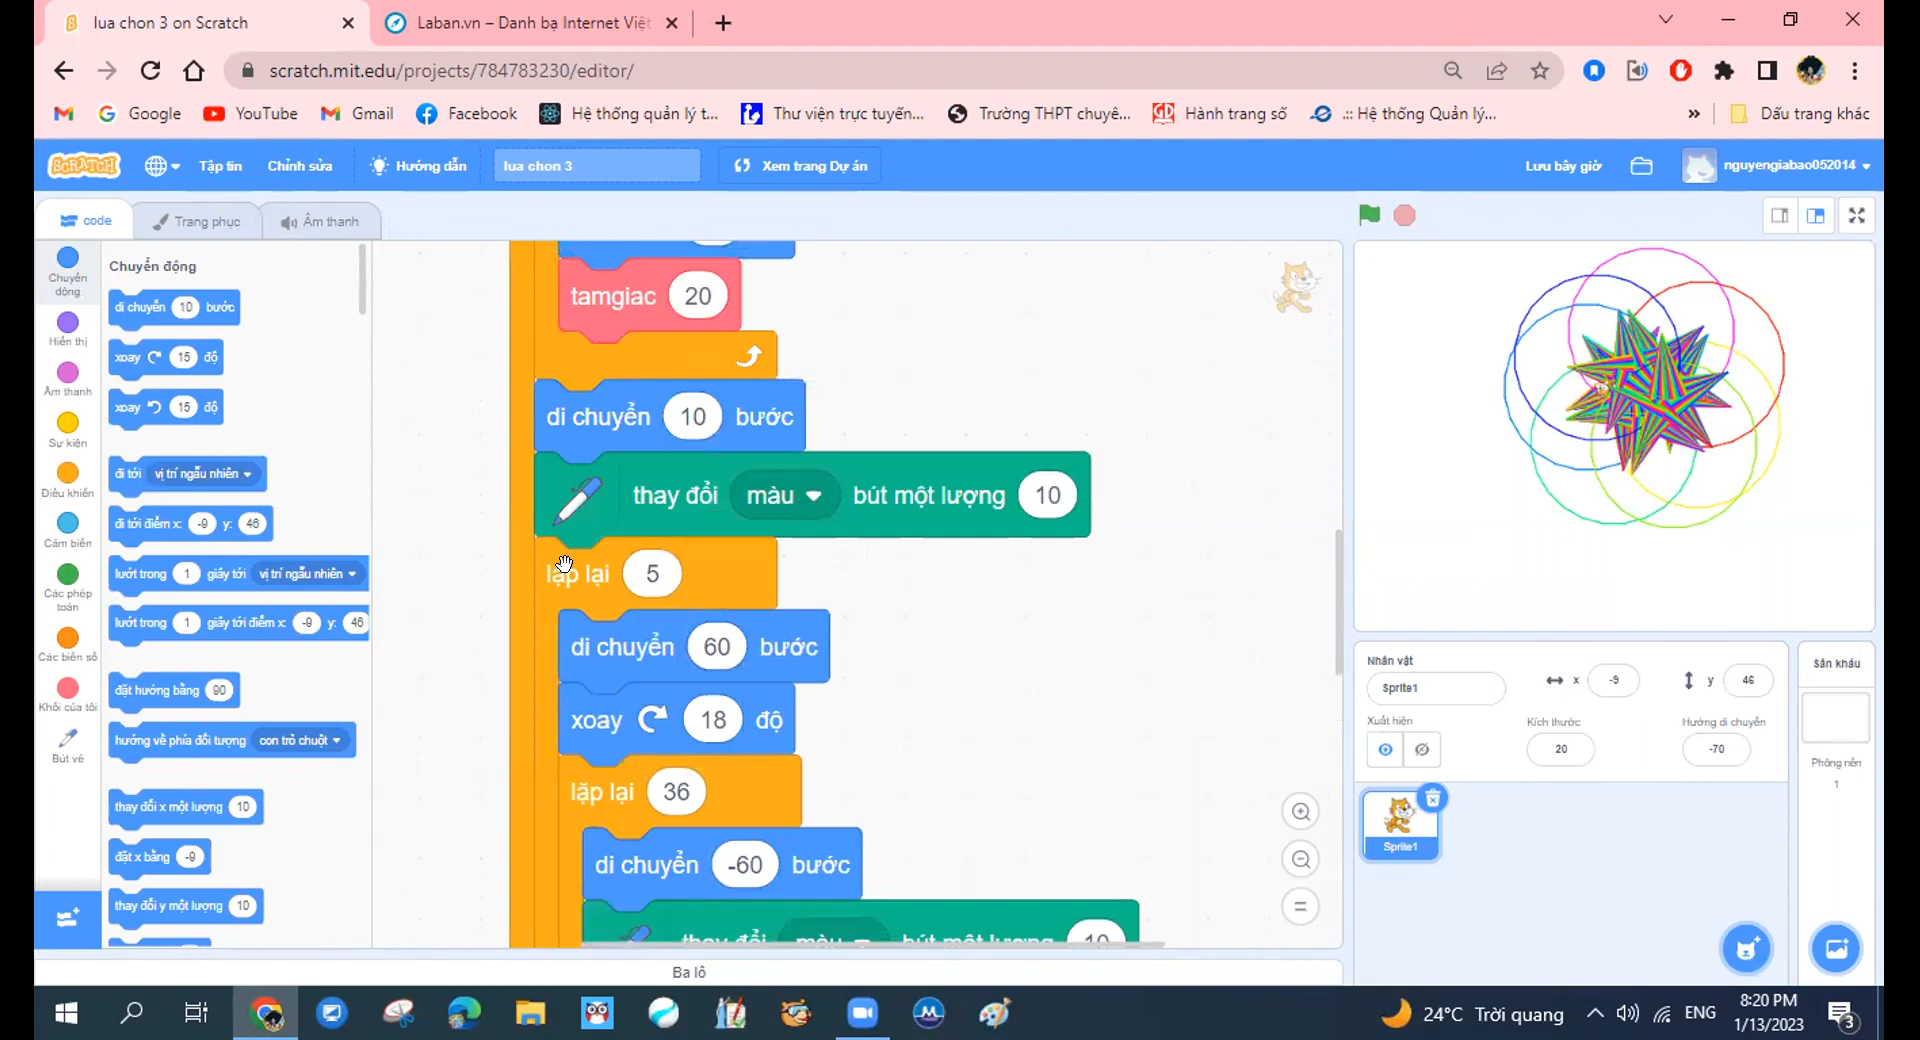 lua chon 3 on Scratch
Laban.vn – Danh bạ Internet Việt
scratch.mit.edu/projects/784783230/editor/
Google YouTube Gmail Facebook Hệ thống quản lý t... Thư viện trực tuyến... Trường THPT chuyê... Hành trang số .:: Hệ thống Quản lý... » Dấu trang khác
SCRATCH Tập tin Chỉnh sửa Hướng dẫn lua chon 3 Xem trang Dự án Lưu bây giờ nguyengiabao052014
code Trang phục Âm thanh
Chuyển động
Hiển thị
Âm thanh
Sự kiện
Điều khiển
Cảm biến
Các phép toán
Các biến số
Khối của tôi
Bút vẽ
Chuyển động
di chuyển 10 bước
xoay 15 độ
xoay 15 độ
đi tới vị trí ngẫu nhiên
đi tới điểm x: -9 y: 46
lướt trong 1 giây tới vị trí ngẫu nhiên
lướt trong 1 giây tới điểm x: -9 y: 46
đặt hướng bằng 90
hướng về phía đối tượng con trỏ chuột
thay đổi x một lượng 10
đặt x bằng -9
thay đổi y một lượng 10
tamgiac 20
di chuyển 10 bước
thay đổi màu bút một lượng 10
lặp lại 5
di chuyển 60 bước
xoay 18 độ
lặp lại 36
di chuyển -60 bước
thay đổi màu bút một lượng 10
Ba lô
Nhân vật
Sprite1 x -9 y 46
Xuất hiện Kích thước Hướng di chuyển
20 -70
Sprite1
Sân khấu
Phông nền
1
24°C Trời quang ENG 8:20 PM
1/13/2023
3